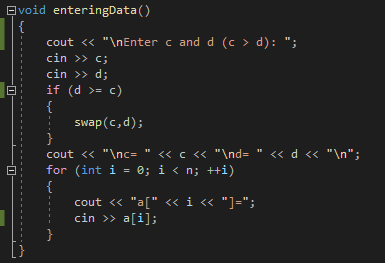 void enteringData()
{
cout << "\nEnter c and d (c > d): ";
cin >> c;
cin >> d;
if (d >= c)
{
swap(c,d);
}
cout << "\nc= " << c << "\nd= " << d << "\n";
for (int i = 0; i < n; ++i)
{
cout << "a[" << i << "]=";
cin >> a[i];
}
}